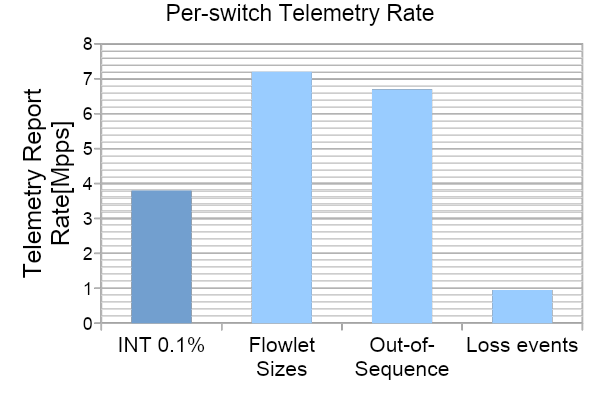 Per-switch Telemetry Rate
Telemetry Report
Rate[Mpps]
8
7
6
5
4
3
2
1
0
INT 0.1%
Flowlet
Sizes
Out-of-
Sequence
Loss events